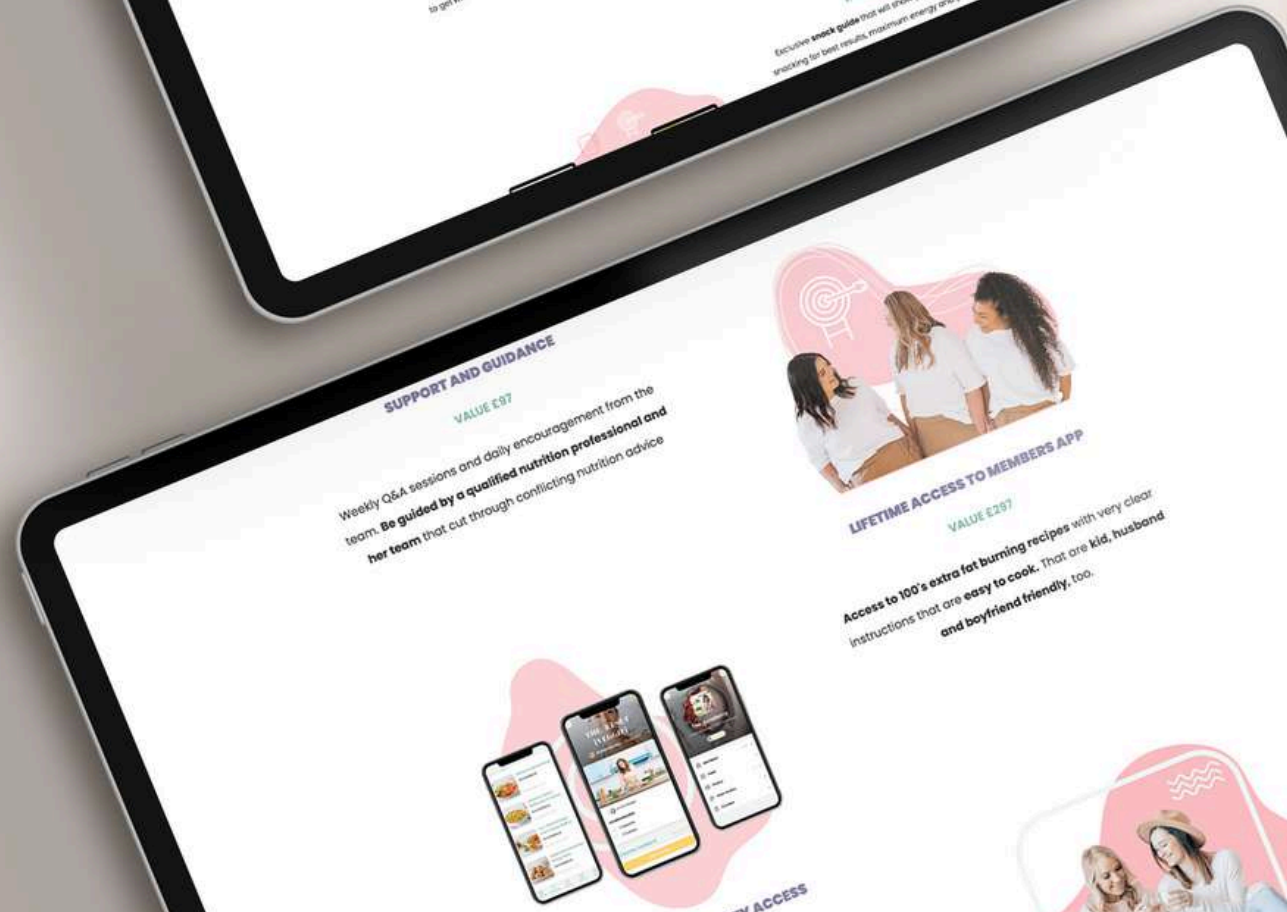 to get
Exclusive snack guide that will show
snacking for best results, maximum energy and
SUPPORT AND GUIDANCE
VALUE £97
Weekly Q&A sessions and daily encouragement from the
team. Be guided by a qualified nutrition professional and
her team that cut through conflicting nutrition advice
LIFETIME ACCESS TO MEMBERS APP
VALUE £297
Access to 100's extra fat burning recipes with very clear
instructions that are easy to cook. That are kid, husband
and boyfriend friendly, too.
ACCESS